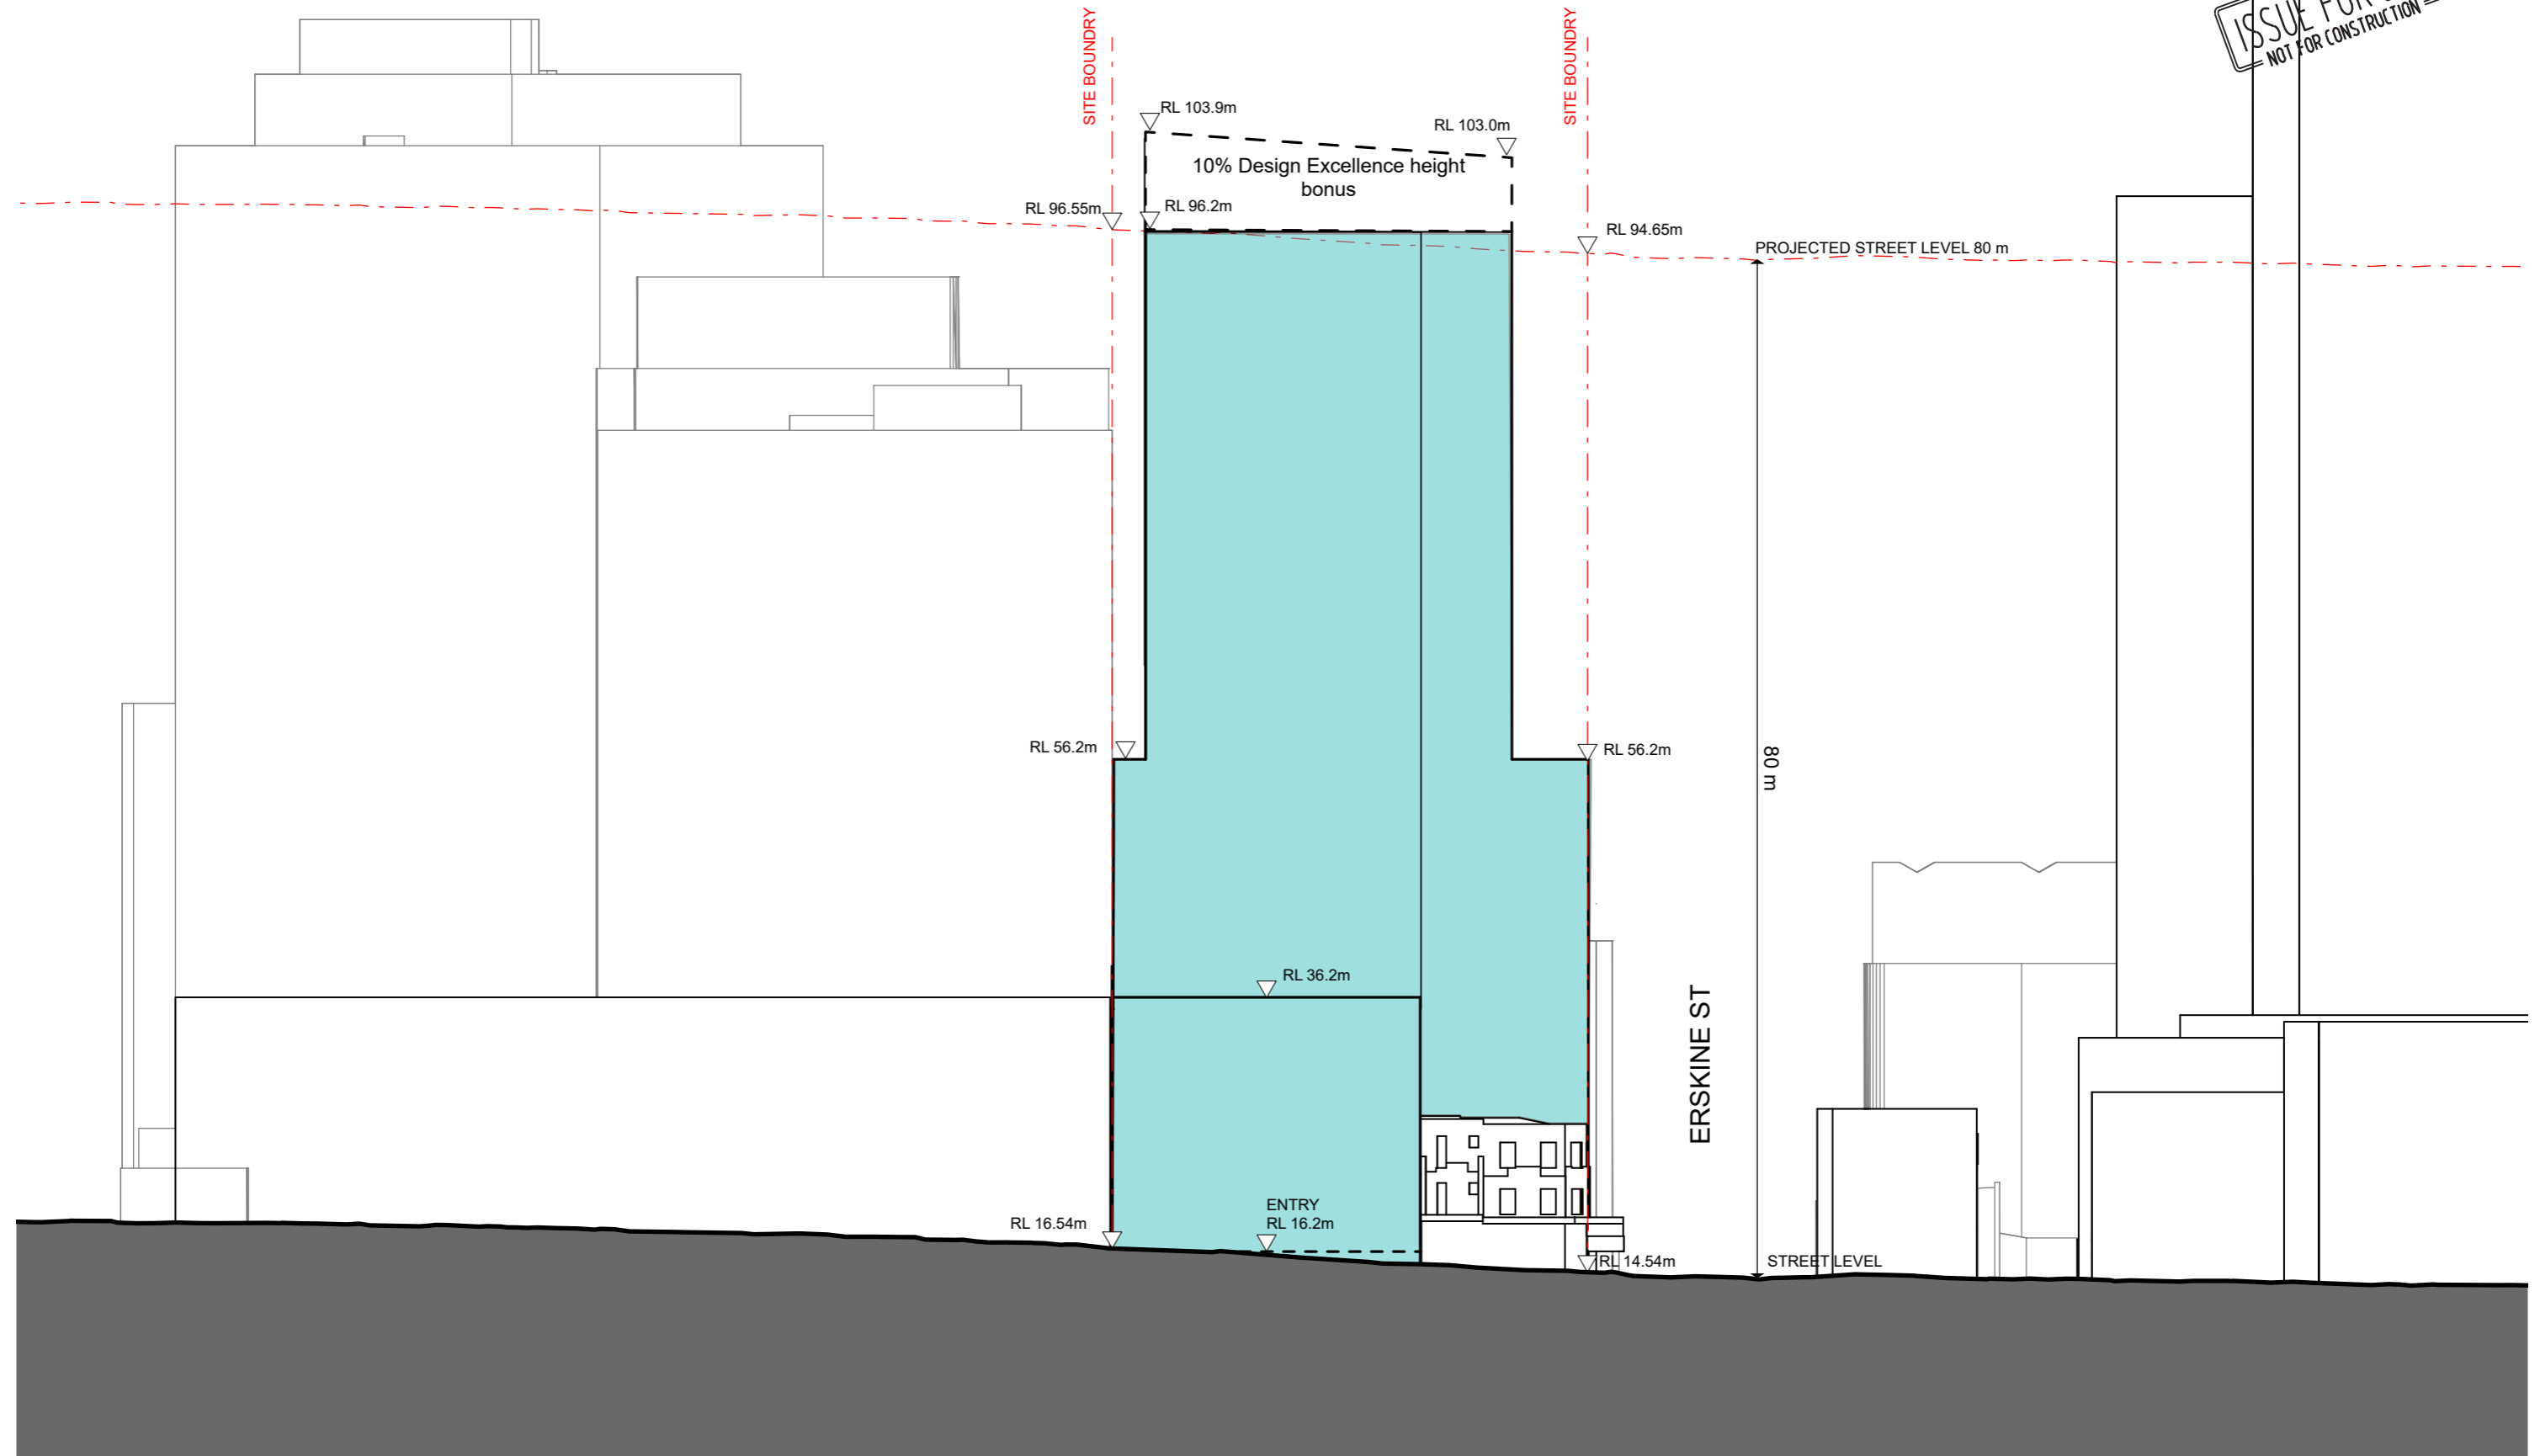 ISSUE FOR
NOT FOR CONSTRUCTION
SITE BOUNDRY
SITE BOUNDRY
RL 103.9m
RL 103.0m
10% Design Excellence height
bonus
RL 96.55m
RL 96.2m
RL 94.65m
PROJECTED STREET LEVEL 80 m
RL 56.2m
RL 56.2m
80 m
RL 36.2m
ERSKINE ST
ENTRY
RL 16.2m
RL 16.54m
RL 14.54m
STREET LEVEL